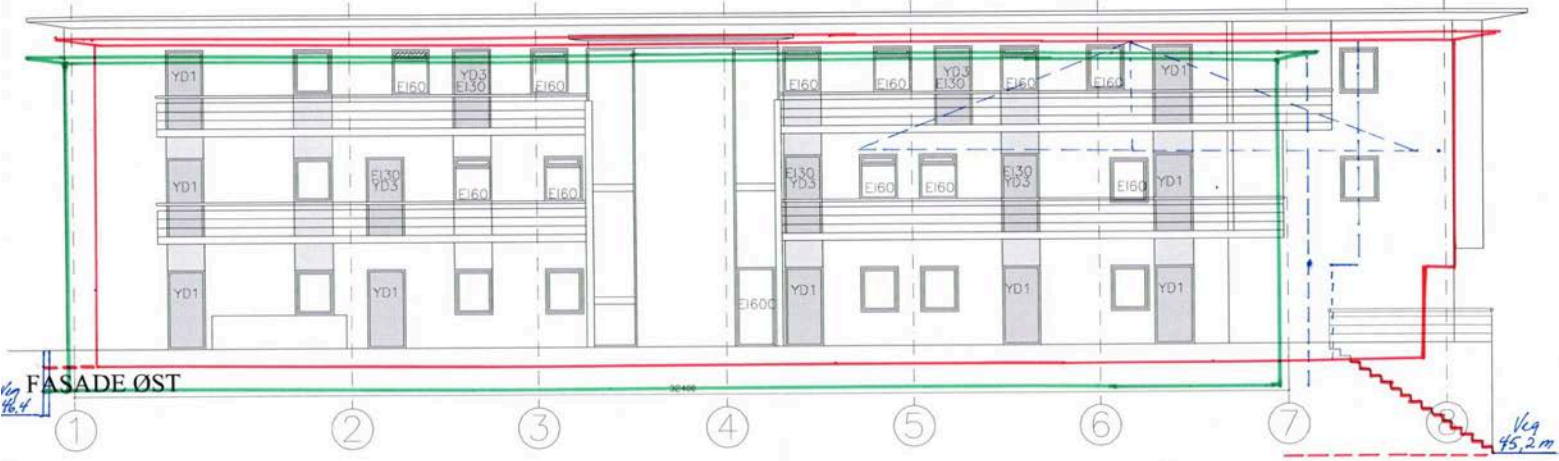 YD1
EI60
YD3
EI30
EI60
EI60
EI60
YD3
EI30
EI60
EI60
YD1
YD1
EI30
YD3
EI60
EI60
EI30
YD3
EI60
EI60
EI30
YD3
EI60
YD1
YD1
YD1
EI60C
YD1
YD1
YD1
FASADE ØST
Veg
46,4
32400
1
2
3
4
5
6
7
8
Veg
45,2 m